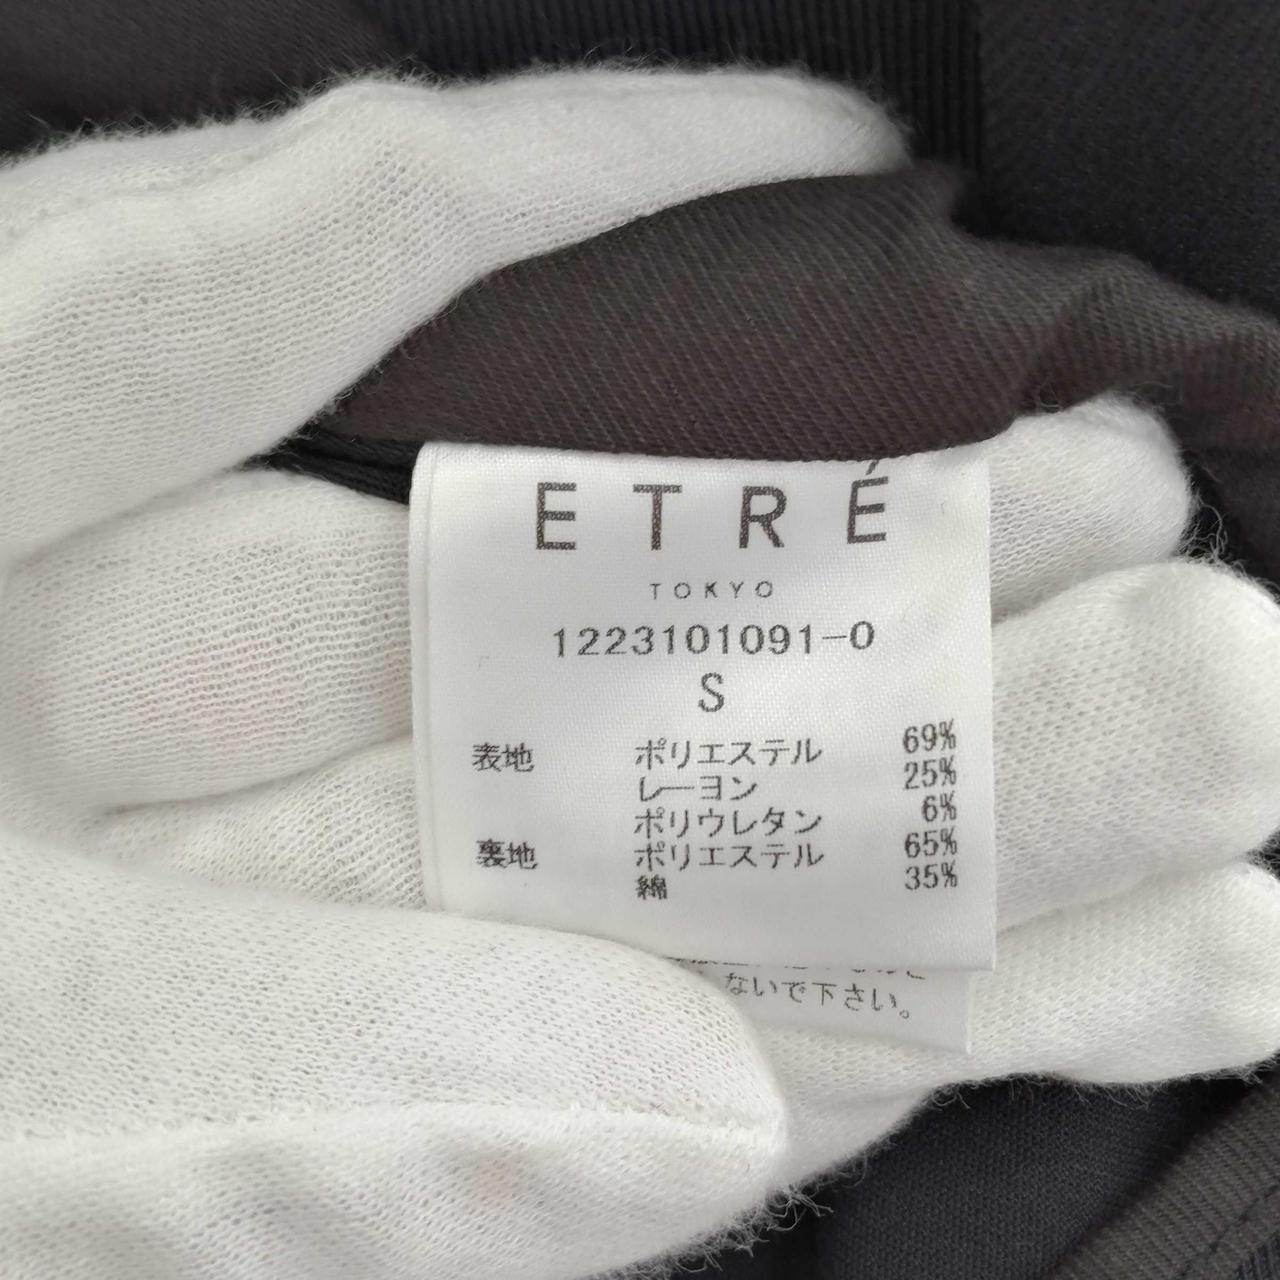 ETRÉ
TOKYO
1223101091-0
S
表地 ポリエステル 69%
レーヨン 25%
ポリウレタン 6%
裏地 ポリエステル 65%
綿 35%
ないで下さい。